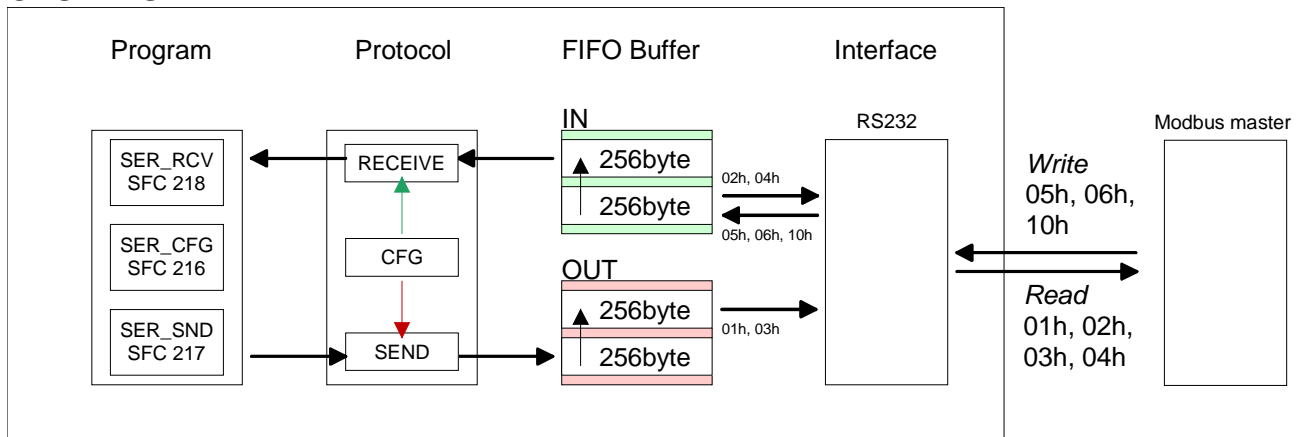 Program
Protocol
FIFO Buffer
Interface
SER_RCV
SFC 218
SER_CFG
SFC 216
SER_SND
SFC 217
RECEIVE
CFG
SEND
IN
256byte
256byte
OUT
256byte
256byte
02h, 04h
05h, 06h, 10h
01h, 03h
RS232
Modbus master
Write
05h, 06h,
10h
Read
01h, 02h,
03h, 04h